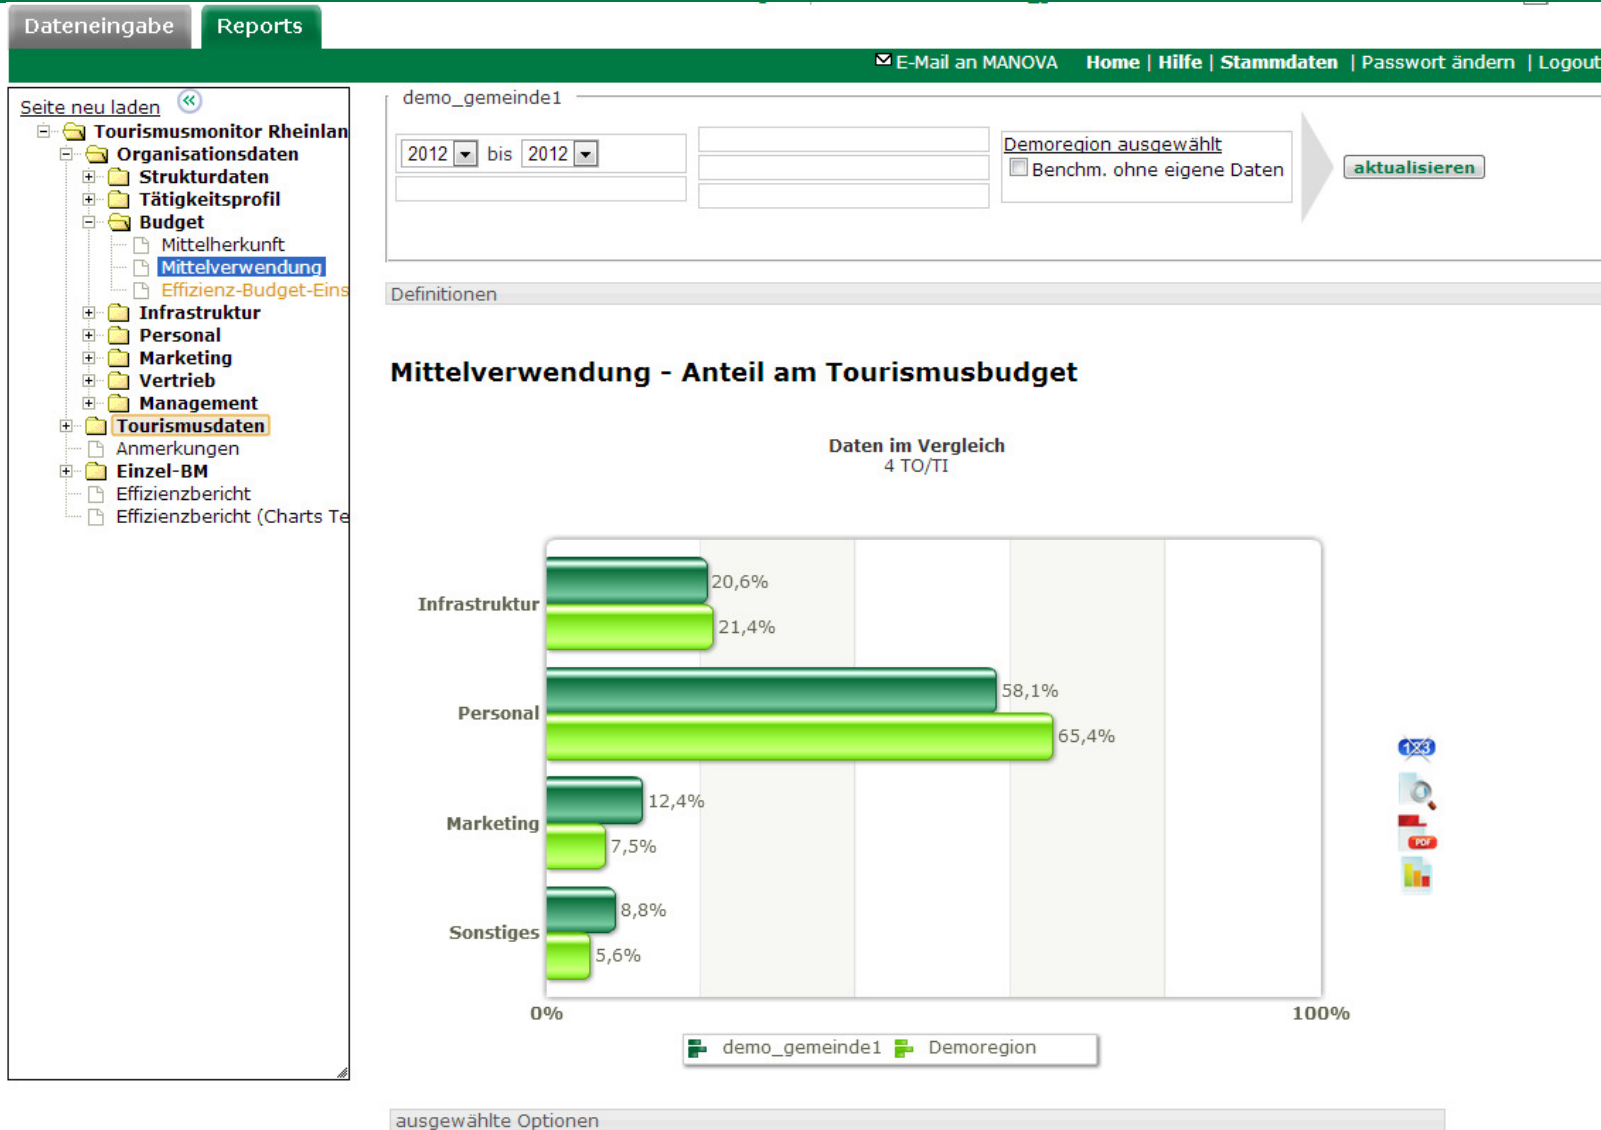 Dateneingabe Reports
E-Mail an MANOVA Home | Hilfe | Stammdaten | Passwort ändern | Logout
Seite neu laden
Tourismusmonitor Rheinlan
Organisationsdaten
Strukturdaten
Tätigkeitsprofil
Budget
Mittelherkunft
Mittelverwendung
Effizienz-Budget-Eins
Infrastruktur
Personal
Marketing
Vertrieb
Management
Tourismusdaten
Anmerkungen
Einzel-BM
Effizienzbericht
Effizienzbericht (Charts Te
demo_gemeinde1
2012 bis 2012
Demoregion ausgewählt
Benchm. ohne eigene Daten
aktualisieren
Definitionen
Mittelverwendung - Anteil am Tourismusbudget
Daten im Vergleich
4 TO/TI
Infrastruktur
20,6%
21,4%
Personal
58,1%
65,4%
Marketing
12,4%
7,5%
Sonstiges
8,8%
5,6%
0% 100%
demo_gemeinde1 Demoregion
123
PDF
ausgewählte Optionen